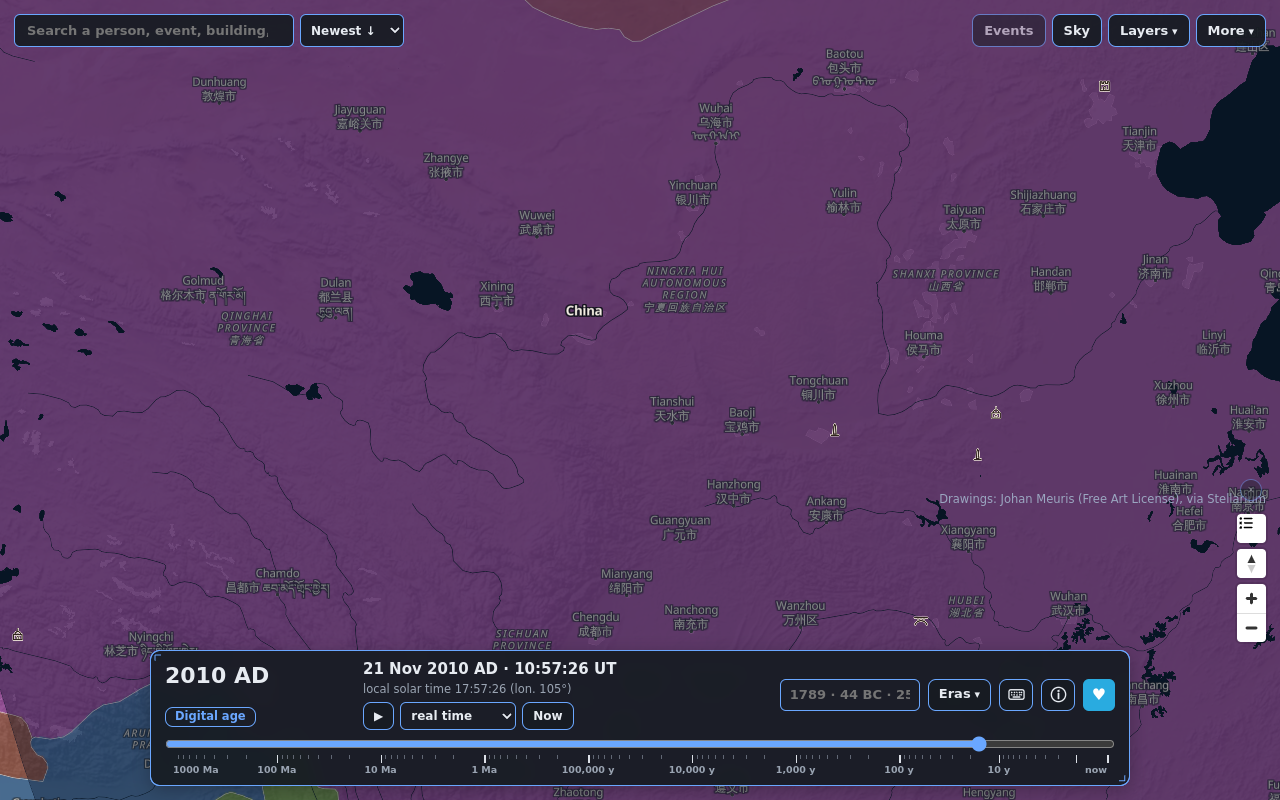 Search a person, event, building,
Newest ↓
Events
Sky
Layers ▾
More ▾
Baotou
包头市
Dunhuang
敦煌市
Jiayuguan
嘉峪关市
Wuhai
乌海市
Tianjin
天津市
Zhangye
张掖市
Yinchuan
银川市
Yulin
榆林市
Shijiazhuang
石家庄市
Taiyuan
太原市
Wuwei
武威市
Jinan
济南市
Handan
邯郸市
SHANXI PROVINCE
山西省
NINGXIA HUI
AUTONOMOUS
REGION
宁夏回族自治区
Golmud
格尔木市
Dulan
都兰县
Xining
西宁市
QINGHAI
PROVINCE
青海省
China
Houma
侯马市
Linyi
临沂市
Tongchuan
铜川市
Xuzhou
徐州市
Tianshui
天水市
Baoji
宝鸡市
Huai'an
淮安市
Hanzhong
汉中市
Ankang
安康市
Huainan
淮南市
Drawings: Johan Meuris (Free Art License), via Stellarium
Hefei
合肥市
Guangyuan
广元市
Xiangyang
襄阳市
Chamdo
昌都市
Mianyang
绵阳市
Nanchong
南充市
Wanzhou
万州区
HUBEI
湖北省
Wuhan
武汉市
Chengdu
成都市
Nyingchi
林芝市
SICHUAN
PROVINCE
2010 AD
Digital age
21 Nov 2010 AD · 10:57:26 UT
local solar time 17:57:26 (lon. 105°)
▶
real time
Now
1789 · 44 BC · 25
Eras ▾
1000 Ma
100 Ma
10 Ma
1 Ma
100,000 y
10,000 y
1,000 y
100 y
10 y
now
Zhaotong
Hengyang